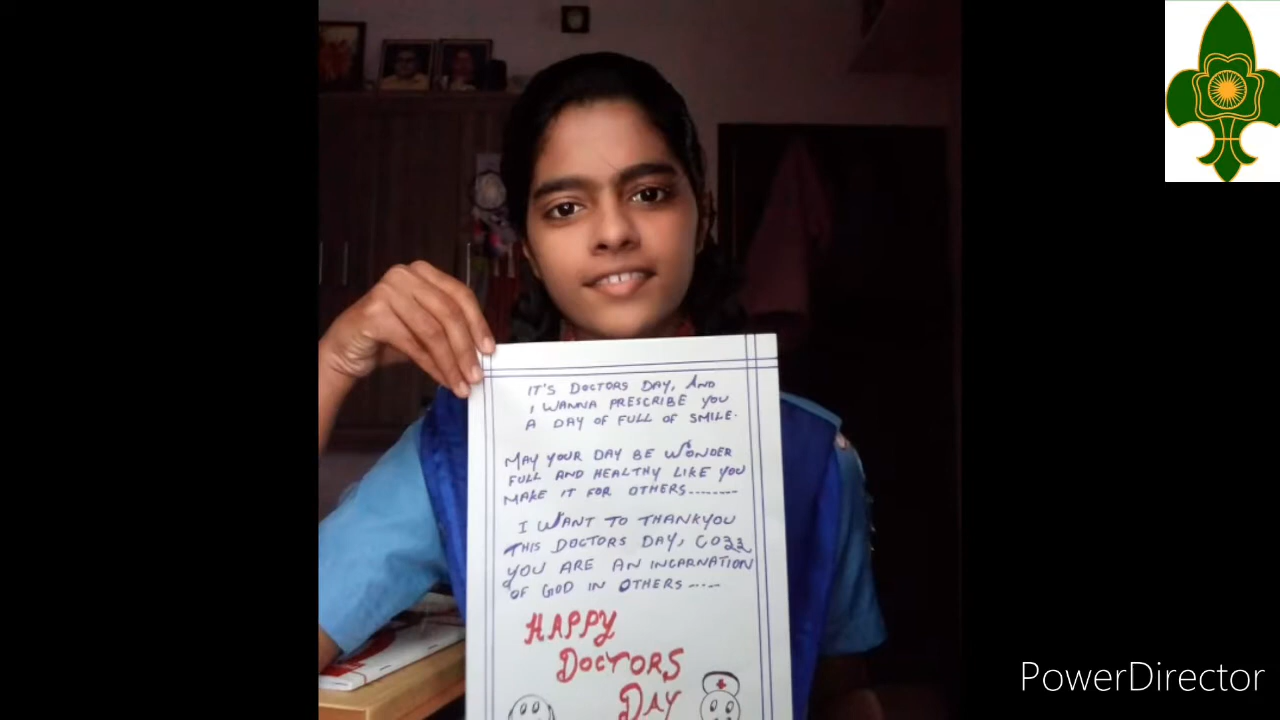 IT'S DOCTORS DAY, AND
I WANNA PRESCRIBE YOU
A DAY OF FULL OF SMILE.
MAY YOUR DAY BE WONDER
FULL AND HEALTHY LIKE YOU
MAKE IT FOR OTHERS........
I WANT TO THANKYOU
THIS DOCTORS DAY, COZZ
YOU ARE AN INCARNATION
OF GOD IN OTHERS.....
HAPPY
DOCTORS
DAY
PowerDirector